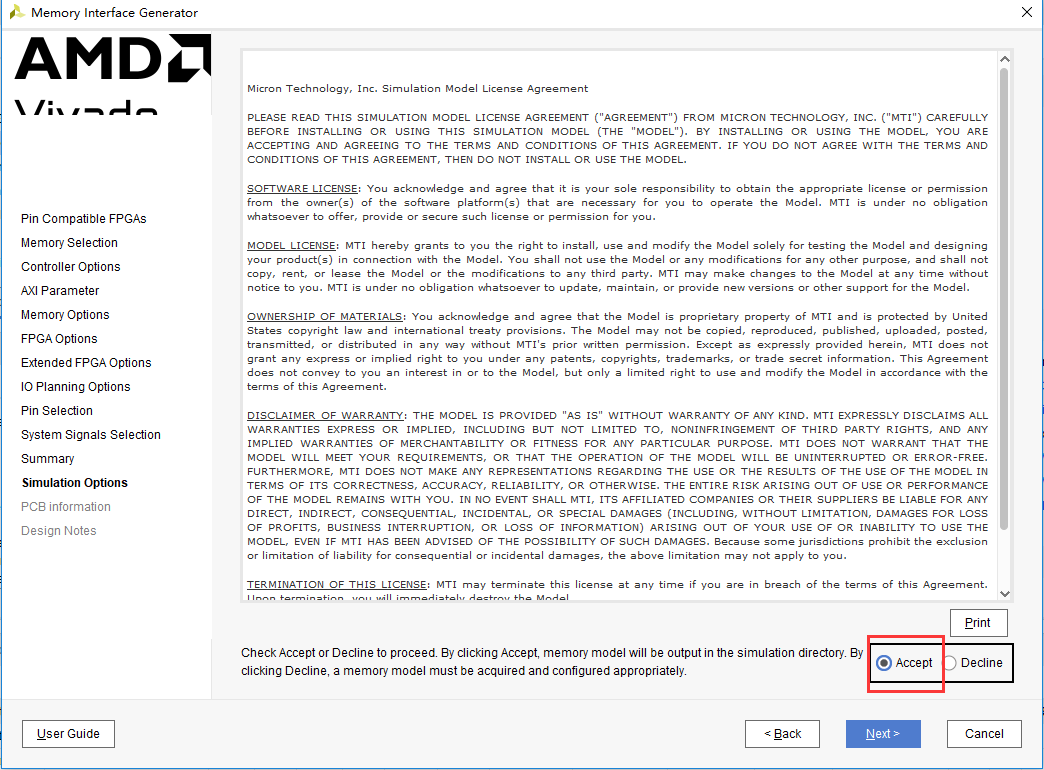 Memory Interface Generator
AMD
Vivado
Pin Compatible FPGAs
Memory Selection
Controller Options
AXI Parameter
Memory Options
FPGA Options
Extended FPGA Options
IO Planning Options
Pin Selection
System Signals Selection
Summary
Simulation Options
PCB information
Design Notes
Micron Technology, Inc. Simulation Model License Agreement
PLEASE READ THIS SIMULATION MODEL LICENSE AGREEMENT ("AGREEMENT") FROM MICRON TECHNOLOGY, INC. ("MTI") CAREFULLY
BEFORE INSTALLING OR USING THIS SIMULATION MODEL (THE "MODEL"). BY INSTALLING OR USING THE MODEL, YOU ARE
ACCEPTING AND AGREEING TO THE TERMS AND CONDITIONS OF THIS AGREEMENT. IF YOU DO NOT AGREE WITH THE TERMS AND
CONDITIONS OF THIS AGREEMENT, THEN DO NOT INSTALL OR USE THE MODEL.
SOFTWARE LICENSE: You acknowledge and agree that it is your sole responsibility to obtain the appropriate license or permission
from the owner(s) of the software platform(s) that are necessary for you to operate the Model. MTI is under no obligation
whatsoever to offer, provide or secure such license or permission for you.
MODEL LICENSE: MTI hereby grants to you the right to install, use and modify the Model solely for testing the Model and designing
your product(s) in connection with the Model. You shall not use the Model or any modifications for any other purpose, and shall not
copy, rent, or lease the Model or the modifications to any third party. MTI may make changes to the Model at any time without
notice to you. MTI is under no obligation whatsoever to update, maintain, or provide new versions or other support for the Model.
OWNERSHIP OF MATERIALS: You acknowledge and agree that the Model is proprietary property of MTI and is protected by United
States copyright law and international treaty provisions. The Model may not be copied, reproduced, published, uploaded, posted,
transmitted, or distributed in any way without MTI's prior written permission. Except as expressly provided herein, MTI does not
grant any express or implied right to you under any patents, copyrights, trademarks, or trade secret information. This Agreement
does not convey to you an interest in or to the Model, but only a limited right to use and modify the Model in accordance with the
terms of this Agreement.
DISCLAIMER OF WARRANTY: THE MODEL IS PROVIDED "AS IS" WITHOUT WARRANTY OF ANY KIND. MTI EXPRESSLY DISCLAIMS ALL
WARRANTIES EXPRESS OR IMPLIED, INCLUDING BUT NOT LIMITED TO, NONINFRINGEMENT OF THIRD PARTY RIGHTS, AND ANY
IMPLIED WARRANTIES OF MERCHANTABILITY OR FITNESS FOR ANY PARTICULAR PURPOSE. MTI DOES NOT WARRANT THAT THE
MODEL WILL MEET YOUR REQUIREMENTS, OR THAT THE OPERATION OF THE MODEL WILL BE UNINTERRUPTED OR ERROR-FREE.
FURTHERMORE, MTI DOES NOT MAKE ANY REPRESENTATIONS REGARDING THE USE OR THE RESULTS OF THE USE OF THE MODEL IN
TERMS OF ITS CORRECTNESS, ACCURACY, RELIABILITY, OR OTHERWISE. THE ENTIRE RISK ARISING OUT OF USE OR PERFORMANCE
OF THE MODEL REMAINS WITH YOU. IN NO EVENT SHALL MTI, ITS AFFILIATED COMPANIES OR THEIR SUPPLIERS BE LIABLE FOR ANY
DIRECT, INDIRECT, CONSEQUENTIAL, INCIDENTAL, OR SPECIAL DAMAGES (INCLUDING, WITHOUT LIMITATION, DAMAGES FOR LOSS
OF PROFITS, BUSINESS INTERRUPTION, OR LOSS OF INFORMATION) ARISING OUT OF YOUR USE OF OR INABILITY TO USE THE
MODEL, EVEN IF MTI HAS BEEN ADVISED OF THE POSSIBILITY OF SUCH DAMAGES. Because some jurisdictions prohibit the exclusion
or limitation of liability for consequential or incidental damages, the above limitation may not apply to you.
TERMINATION OF THIS LICENSE: MTI may terminate this license at any time if you are in breach of the terms of this Agreement.
Upon termination, you will immediately destroy the Model.
Print
Check Accept or Decline to proceed. By clicking Accept, memory model will be output in the simulation directory. By
clicking Decline, a memory model must be acquired and configured appropriately.
Accept
Decline
User Guide
< Back
Next >
Cancel